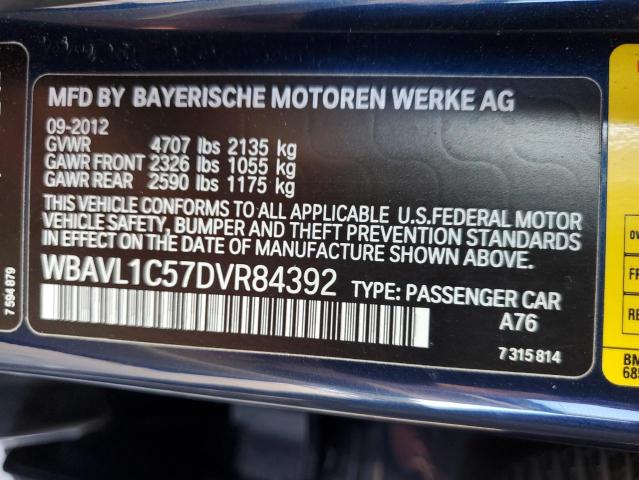 MFD BY BAYERISCHE MOTOREN WERKE AG
09-2012
GVWR 4707 lbs 2135 kg
GAWR FRONT 2326 lbs 1055 kg
GAWR REAR 2590 lbs 1175 kg
THIS VEHICLE CONFORMS TO ALL APPLICABLE U.S.FEDERAL MOTOR
VEHICLE SAFETY, BUMPER AND THEFT PREVENTION STANDARDS
IN EFFECT ON THE DATE OF MANUFACTURE SHOWN ABOVE.
WBAVL1C57DVR84392 TYPE: PASSENGER CAR
A76
7 315 814
7 594 879
FR
RE
BM